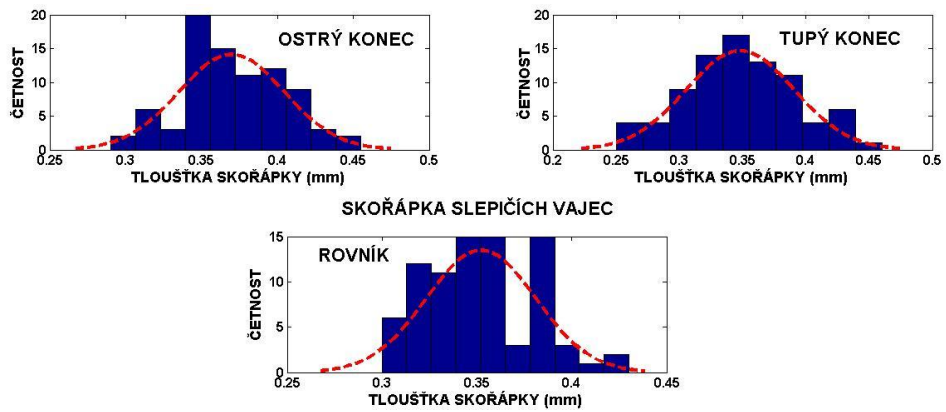 20
15
10
5
0
ČETNOST
OSTRÝ KONEC
0.25 0.3 0.35 0.4 0.45 0.5
TLOUŠŤKA SKOŘÁPKY (mm)
20
15
10
5
0
ČETNOST
TUPÝ KONEC
0.2 0.25 0.3 0.35 0.4 0.45 0.5
TLOUŠŤKA SKOŘÁPKY (mm)
SKOŘÁPKA SLEPIČÍCH VAJEC
15
10
5
0
ČETNOST
ROVNÍK
0.25 0.3 0.35 0.4 0.45
TLOUŠŤKA SKOŘÁPKY (mm)